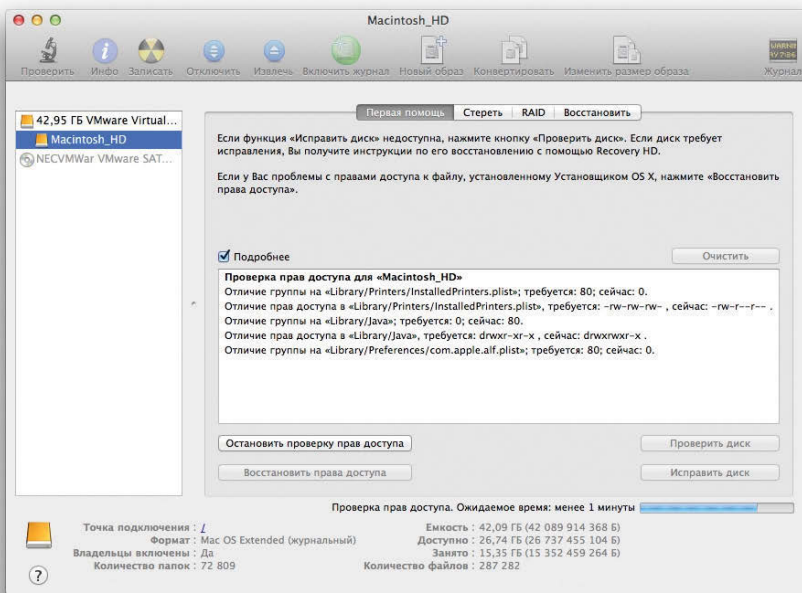 Macintosh_HD
Проверить Инфо Записать Отключить Извлечь Включить журнал Новый образ Конвертировать Изменить размер образа Журнал
42,95 ГБ VMware Virtual...
Macintosh_HD
NECVMWar VMware SAT...
Первая помощь Стереть RAID Восстановить
Если функция «Исправить диск» недоступна, нажмите кнопку «Проверить диск». Если диск требует
исправления, Вы получите инструкции по его восстановлению с помощью Recovery HD.
Если у Вас проблемы с правами доступа к файлу, установленному Установщиком OS X, нажмите «Восстановить
права доступа».
Подробнее
Очистить
Проверка прав доступа для «Macintosh_HD»
Отличие группы на «Library/Printers/InstalledPrinters.plist»; требуется: 80; сейчас: 0.
Отличие прав доступа в «Library/Printers/InstalledPrinters.plist», требуется: -rw-rw-rw- , сейчас: -rw-r--r-- .
Отличие группы на «Library/Java»; требуется: 0; сейчас: 80.
Отличие прав доступа в «Library/Java», требуется: drwxr-xr-x , сейчас: drwxrwxr-x .
Отличие группы на «Library/Preferences/com.apple.alf.plist»; требуется: 80; сейчас: 0.
Остановить проверку прав доступа
Проверить диск
Восстановить права доступа
Исправить диск
Проверка прав доступа. Ожидаемое время: менее 1 минуты
Точка подключения : /
Формат : Mac OS Extended (журнальный)
Владельцы включены : Да
Количество папок : 72 809
Емкость : 42,09 ГБ (42 089 914 368 Б)
Доступно : 26,74 ГБ (26 737 455 104 Б)
Занято : 15,35 ГБ (15 352 459 264 Б)
Количество файлов : 287 282
?